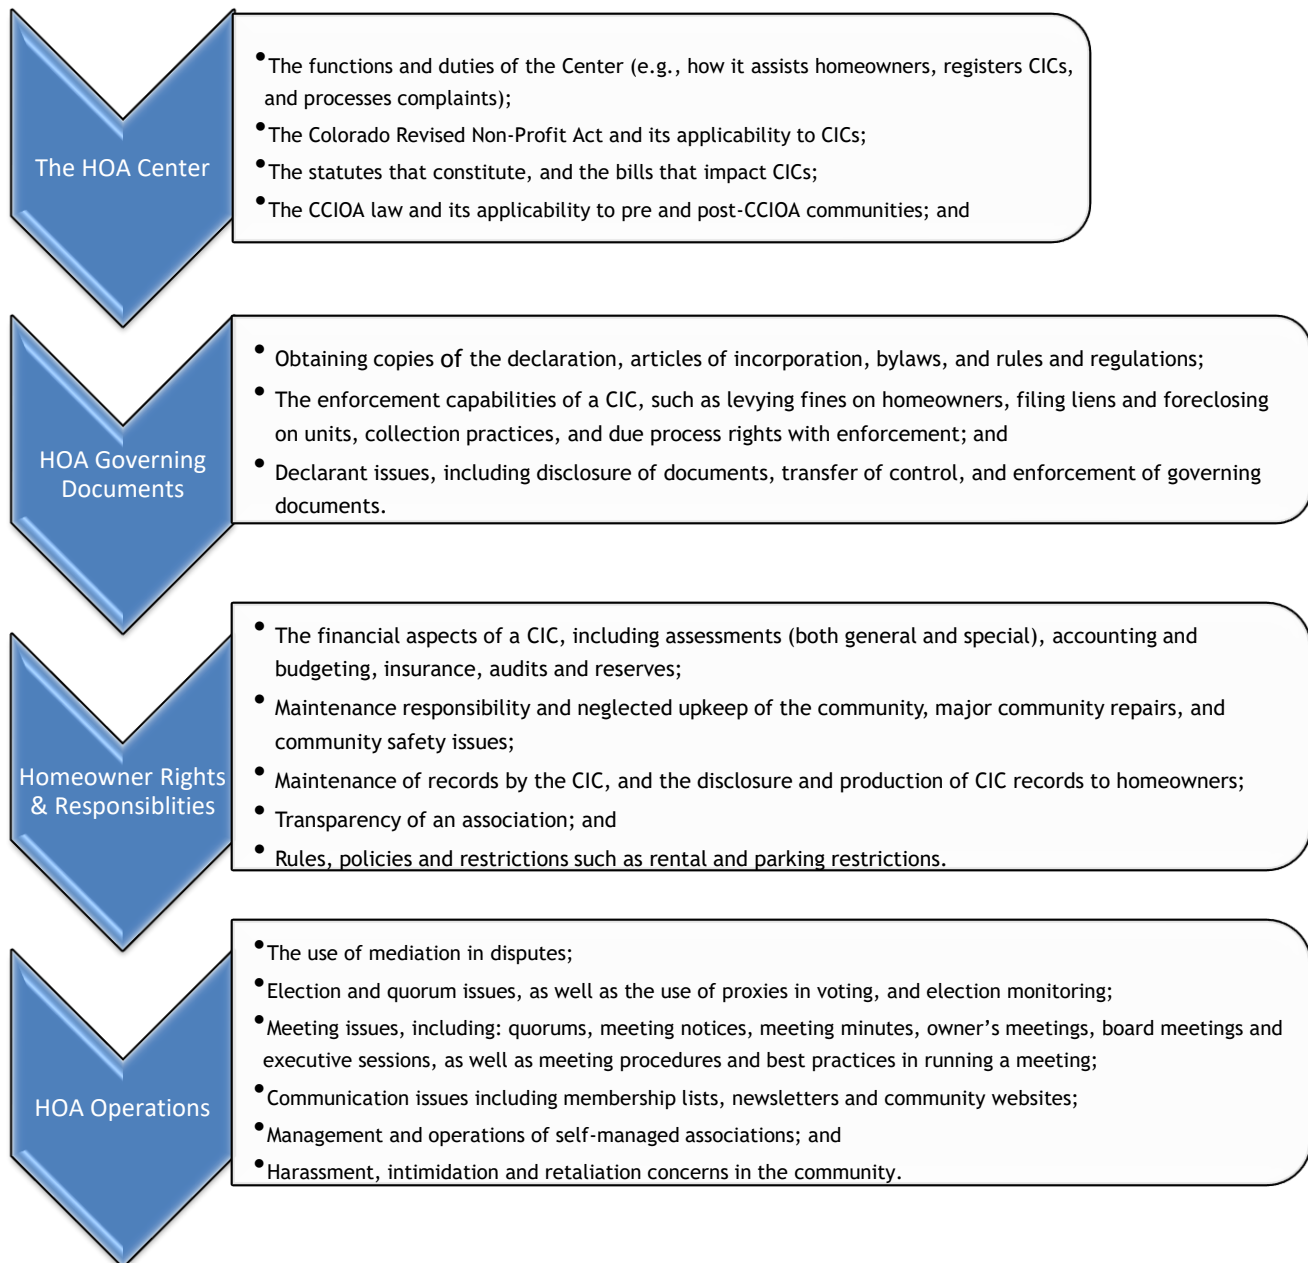 The HOA Center
•The functions and duties of the Center (e.g., how it assists homeowners, registers CICs,
and processes complaints);
•The Colorado Revised Non-Profit Act and its applicability to CICs;
•The statutes that constitute, and the bills that impact CICs;
•The CCIOA law and its applicability to pre and post-CCIOA communities; and
HOA Governing
Documents
• Obtaining copies of the declaration, articles of incorporation, bylaws, and rules and regulations;
• The enforcement capabilities of a CIC, such as levying fines on homeowners, filing liens and foreclosing
on units, collection practices, and due process rights with enforcement; and
• Declarant issues, including disclosure of documents, transfer of control, and enforcement of governing
documents.
Homeowner Rights
& Responsiblities
• The financial aspects of a CIC, including assessments (both general and special), accounting and
budgeting, insurance, audits and reserves;
• Maintenance responsibility and neglected upkeep of the community, major community repairs, and
community safety issues;
• Maintenance of records by the CIC, and the disclosure and production of CIC records to homeowners;
• Transparency of an association; and
• Rules, policies and restrictions such as rental and parking restrictions.
HOA Operations
•The use of mediation in disputes;
•Election and quorum issues, as well as the use of proxies in voting, and election monitoring;
•Meeting issues, including: quorums, meeting notices, meeting minutes, owner’s meetings, board meetings and
executive sessions, as well as meeting procedures and best practices in running a meeting;
•Communication issues including membership lists, newsletters and community websites;
•Management and operations of self-managed associations; and
•Harassment, intimidation and retaliation concerns in the community.